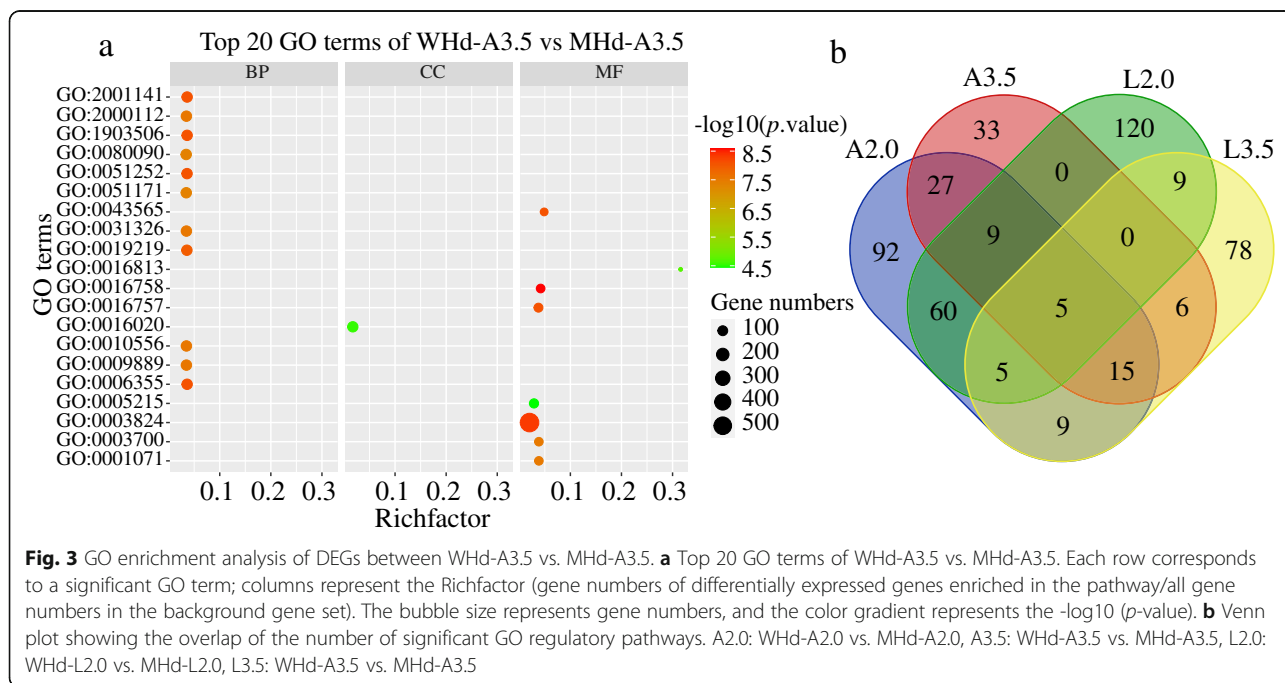 a
Top 20 GO terms of WHd-A3.5 vs MHd-A3.5
BP
CC
MF
GO terms
GO:2001141
GO:2000112
GO:1903506
GO:0080090
GO:0051252
GO:0051171
GO:0043565
GO:0031326
GO:0019219
GO:0016813
GO:0016758
GO:0016757
GO:0016020
GO:0010556
GO:0009889
GO:0006355
GO:0005215
GO:0003824
GO:0003700
GO:0001071
0.1 0.2 0.3
0.1 0.2 0.3
0.1 0.2 0.3
Richfactor
-log10(p.value)
8.5
7.5
6.5
5.5
4.5
Gene numbers
100
200
300
400
500
b
A3.5
L2.0
A2.0
L3.5
33
120
27
0
9
92
9
0
78
60
5
6
5
15
9
Fig. 3 GO enrichment analysis of DEGs between WHd-A3.5 vs. MHd-A3.5. a Top 20 GO terms of WHd-A3.5 vs. MHd-A3.5. Each row corresponds
to a significant GO term; columns represent the Richfactor (gene numbers of differentially expressed genes enriched in the pathway/all gene
numbers in the background gene set). The bubble size represents gene numbers, and the color gradient represents the -log10 (p-value). b Venn
plot showing the overlap of the number of significant GO regulatory pathways. A2.0: WHd-A2.0 vs. MHd-A2.0, A3.5: WHd-A3.5 vs. MHd-A3.5, L2.0:
WHd-L2.0 vs. MHd-L2.0, L3.5: WHd-A3.5 vs. MHd-A3.5